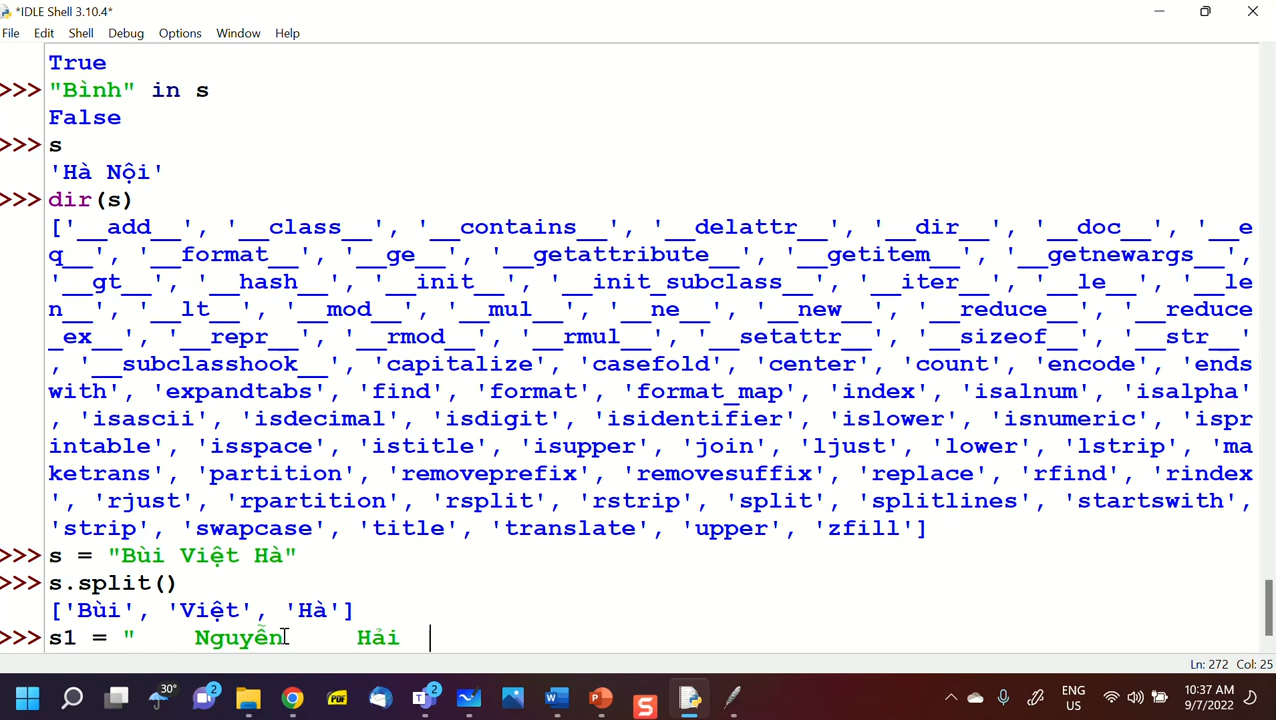 *IDLE Shell 3.10.4*
File Edit Shell Debug Options Window Help
True
>>> "Bình" in s
False
>>> s
'Hà Nội'
>>> dir(s)
['__add__', '__class__', '__contains__', '__delattr__', '__dir__', '__doc__', '__e
q__', '__format__', '__ge__', '__getattribute__', '__getitem__', '__getnewargs__',
'__gt__', '__hash__', '__init__', '__init_subclass__', '__iter__', '__le__', '__le
n__', '__lt__', '__mod__', '__mul__', '__ne__', '__new__', '__reduce__', '__reduce
_ex__', '__repr__', '__rmod__', '__rmul__', '__setattr__', '__sizeof__', '__str__'
, '__subclasshook__', 'capitalize', 'casefold', 'center', 'count', 'encode', 'ends
with', 'expandtabs', 'find', 'format', 'format_map', 'index', 'isalnum', 'isalpha'
, 'isascii', 'isdecimal', 'isdigit', 'isidentifier', 'islower', 'isnumeric', 'ispr
intable', 'isspace', 'istitle', 'isupper', 'join', 'ljust', 'lower', 'lstrip', 'ma
ketrans', 'partition', 'removeprefix', 'removesuffix', 'replace', 'rfind', 'rindex
', 'rjust', 'rpartition', 'rsplit', 'rstrip', 'split', 'splitlines', 'startswith',
'strip', 'swapcase', 'title', 'translate', 'upper', 'zfill']
>>> s = "Bùi Việt Hà"
>>> s.split()
['Bùi', 'Việt', 'Hà']
>>> s1 = "    Nguyễn     Hải
Ln: 272 Col: 25
30° 2 PDF 2 W P S
ENG
US
10:37 AM
9/7/2022